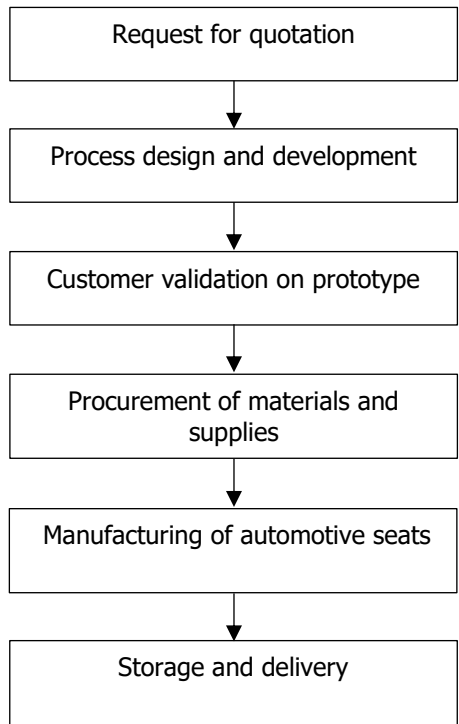 Request for quotation
Process design and development
Customer validation on prototype
Procurement of materials and
supplies
Manufacturing of automotive seats
Storage and delivery